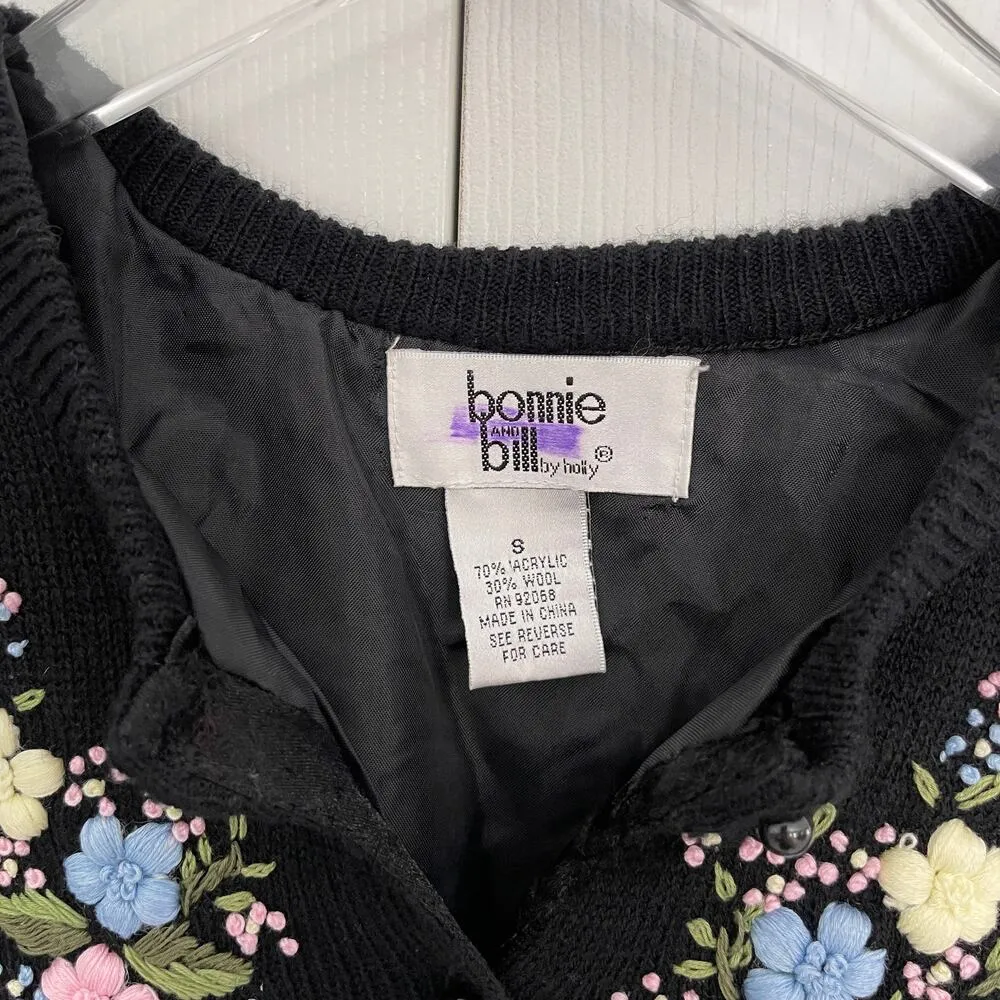 bonnie
AND
bill by holly ®
S
70% ACRYLIC
30% WOOL
RN 92068
MADE IN CHINA
SEE REVERSE
FOR CARE